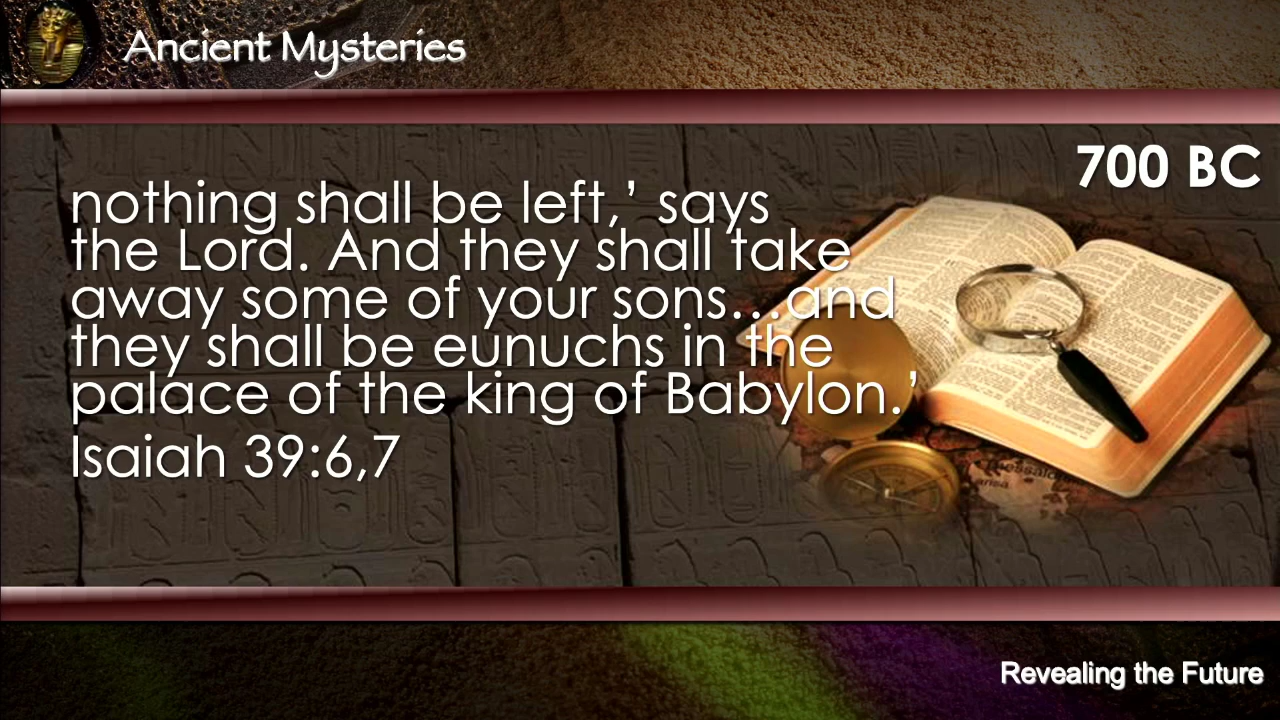 Ancient Mysteries
700 BC
nothing shall be left,’ says
the Lord. And they shall take
away some of your sons…and
they shall be eunuchs in the
palace of the king of Babylon.’
Isaiah 39:6,7
Revealing the Future